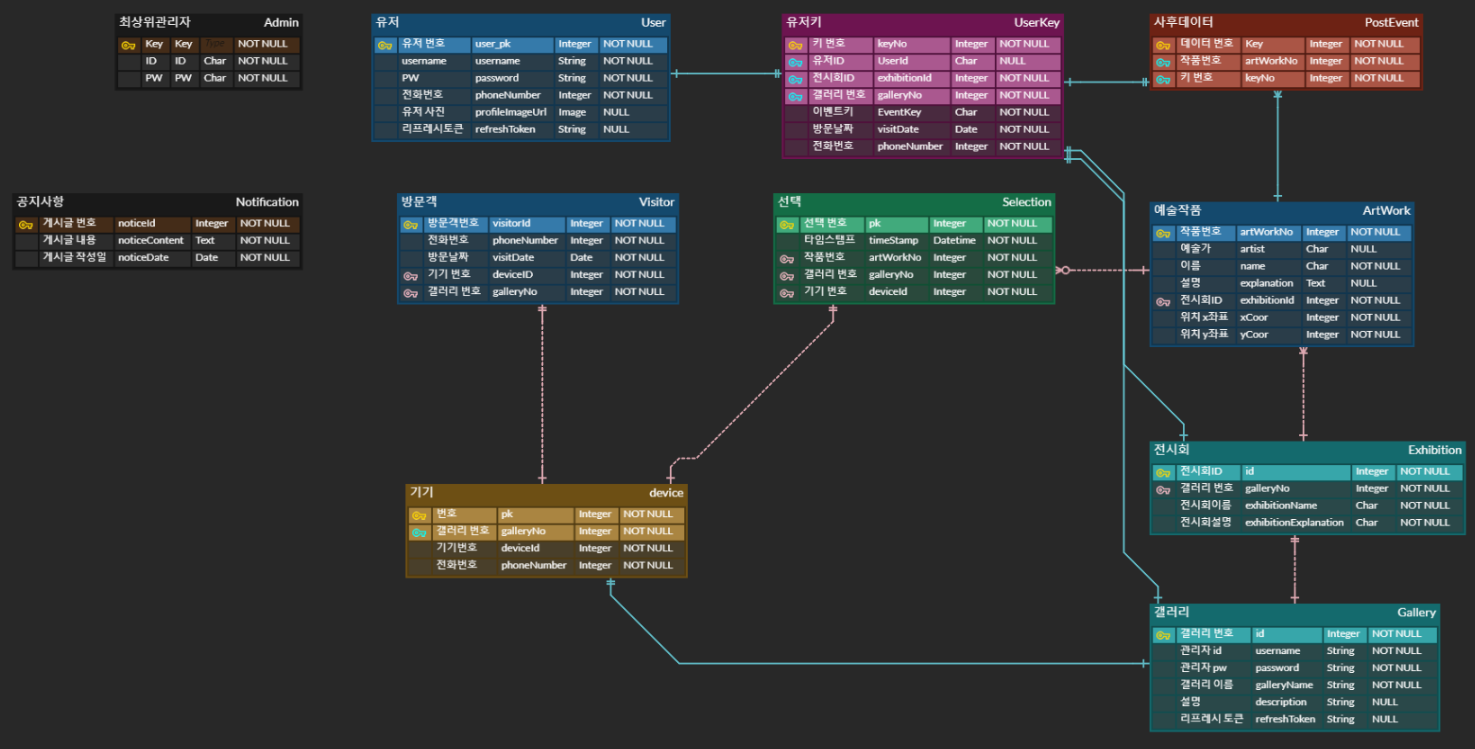 최상위관리자 Admin
Key Key Type NOT NULL
ID ID Char NOT NULL
PW PW Char NOT NULL
유저 User
유저 번호 user_pk Integer NOT NULL
username username String NOT NULL
PW password String NOT NULL
전화번호 phoneNumber Integer NOT NULL
유저 사진 profileImageUrl Image NULL
리프레시토큰 refreshToken String NULL
유저키 UserKey
키 번호 keyNo Integer NOT NULL
유저ID UserId Char NULL
전시회ID exhibitionId Integer NOT NULL
갤러리 번호 galleryNo Integer NOT NULL
이벤트키 EventKey Char NOT NULL
방문날짜 visitDate Date NOT NULL
전화번호 phoneNumber Integer NOT NULL
사후데이터 PostEvent
데이터 번호 Key Integer NOT NULL
작품번호 artWorkNo Integer NOT NULL
키 번호 keyNo Integer NOT NULL
공지사항 Notification
게시글 번호 noticeId Integer NOT NULL
게시글 내용 noticeContent Text NOT NULL
게시글 작성일 noticeDate Date NOT NULL
방문객 Visitor
방문객번호 visitorId Integer NOT NULL
전화번호 phoneNumber Integer NOT NULL
방문날짜 visitDate Date NOT NULL
기기 번호 deviceID Integer NOT NULL
갤러리 번호 galleryNo Integer NOT NULL
선택 Selection
선택 번호 pk Integer NOT NULL
타임스탬프 timeStamp Datetime NOT NULL
작품번호 artWorkNo Integer NOT NULL
갤러리 번호 galleryNo Integer NOT NULL
기기 번호 deviceId Integer NOT NULL
예술작품 ArtWork
작품번호 artWorkNo Integer NOT NULL
예술가 artist Char NULL
이름 name Char NOT NULL
설명 explanation Text NULL
전시회ID exhibitionId Integer NOT NULL
위치 x좌표 xCoor Integer NOT NULL
위치 y좌표 yCoor Integer NOT NULL
전시회 Exhibition
전시회ID id Integer NOT NULL
갤러리 번호 galleryNo Integer NOT NULL
전시회이름 exhibitionName Char NOT NULL
전시회설명 exhibitionExplanation Char NOT NULL
기기 device
번호 pk Integer NOT NULL
갤러리 번호 galleryNo Integer NOT NULL
기기번호 deviceId Integer NOT NULL
전화번호 phoneNumber Integer NOT NULL
갤러리 Gallery
갤러리 번호 id Integer NOT NULL
관리자 id username String NOT NULL
관리자 pw password String NOT NULL
갤러리 이름 galleryName String NOT NULL
설명 description String NULL
리프레시 토큰 refreshToken String NULL